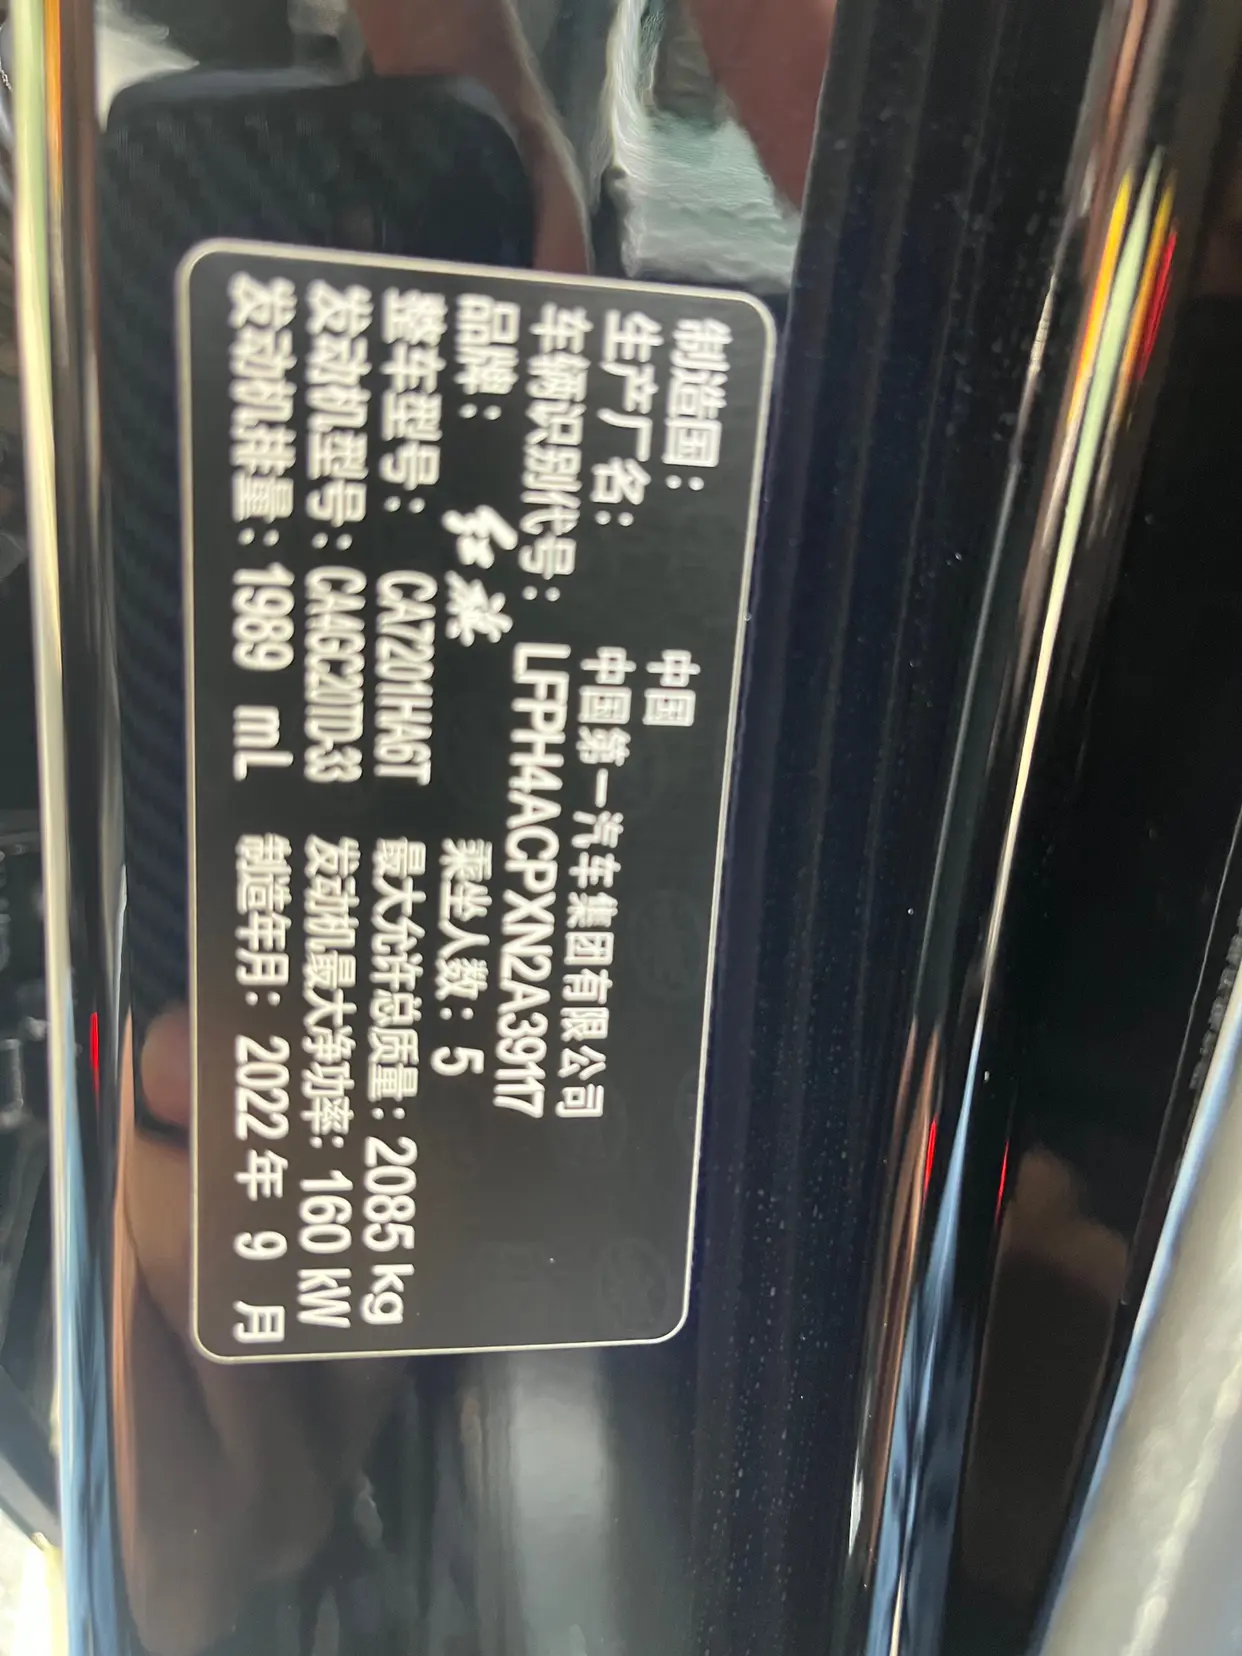 制造国： 中国
生产厂名： 中国第一汽车集团有限公司
车辆识别代号： LFPH4ACPXN2A39117
品牌： 红旗 乘坐人数：5
整车型号： CA7201HA6T 最大允许总质量：2085 kg
发动机型号：CA4GC20TD-33 发动机最大净功率：160 kW
发动机排量：1989 mL 制造年月：2022 年 9 月